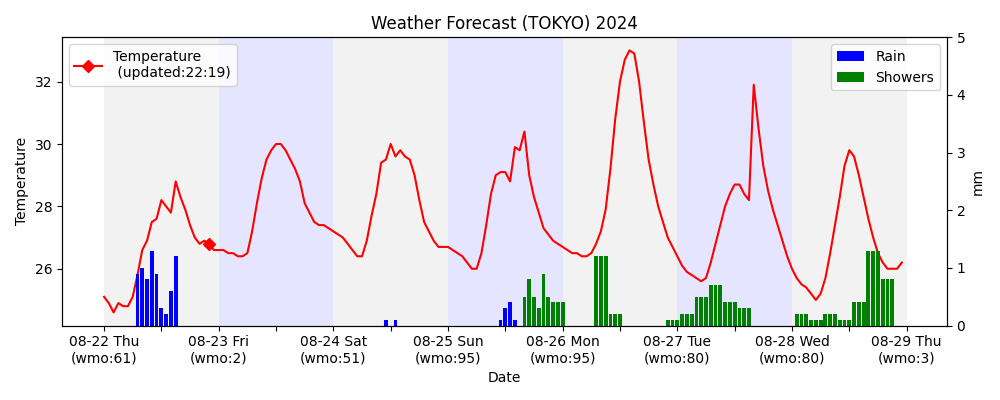 Weather Forecast (TOKYO) 2024
Temperature
(updated:22:19)
Rain
Showers
Temperature
32
30
28
26
5
4
3
2
1
0
mm
08-22 Thu 08-23 Fri 08-24 Sat 08-25 Sun 08-26 Mon 08-27 Tue 08-28 Wed 08-29 Thu
(wmo:61) (wmo:2) (wmo:51) (wmo:95) (wmo:95) (wmo:80) (wmo:80) (wmo:3)
Date